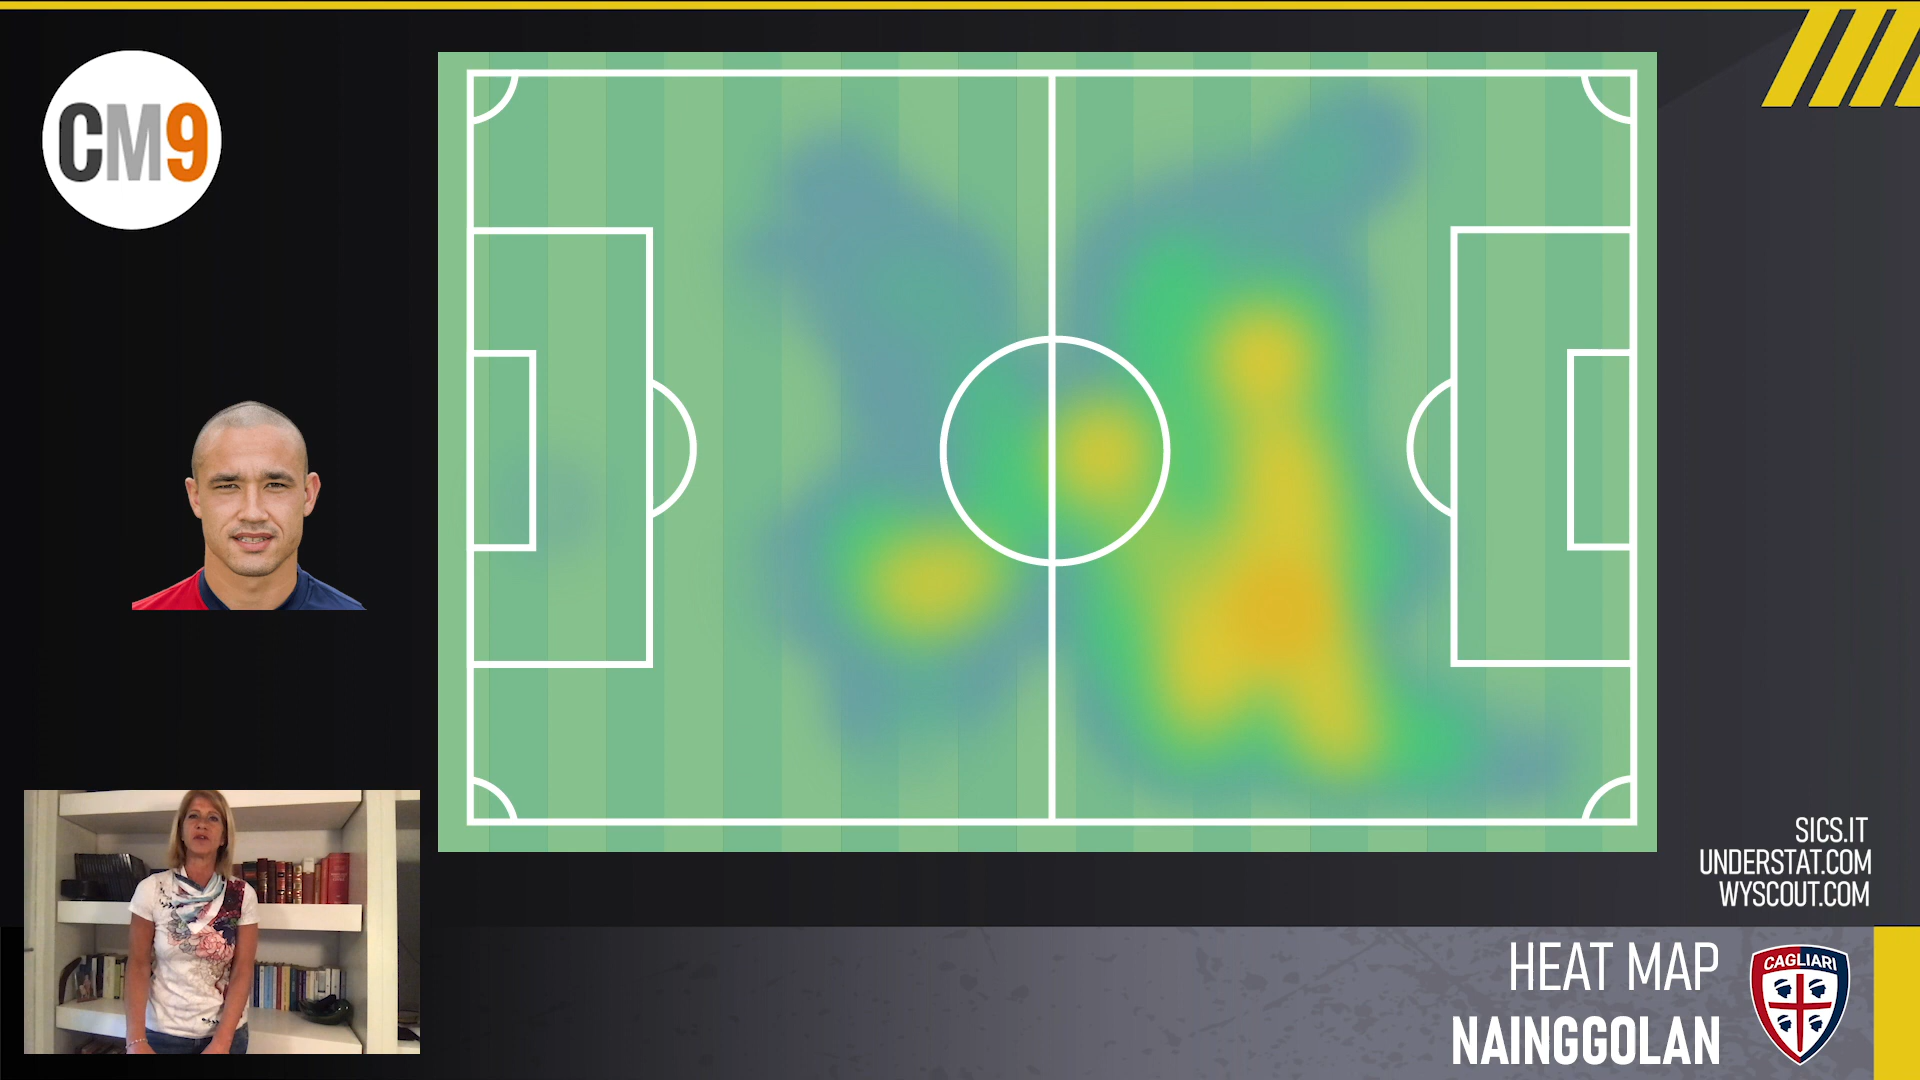 CM9
SICS.IT
UNDERSTAT.COM
WYSCOUT.COM
HEAT MAP
NAINGGOLAN
CAGLIARI